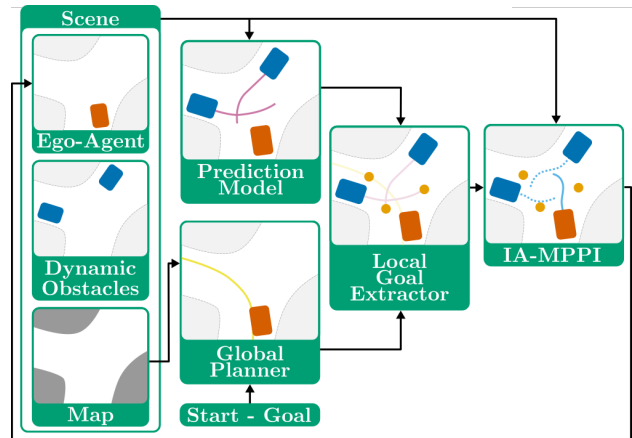 Scene
Ego-Agent
Dynamic
Obstacles
Map
Prediction
Model
Global
Planner
Start - Goal
Local
Goal
Extractor
IA-MPPI